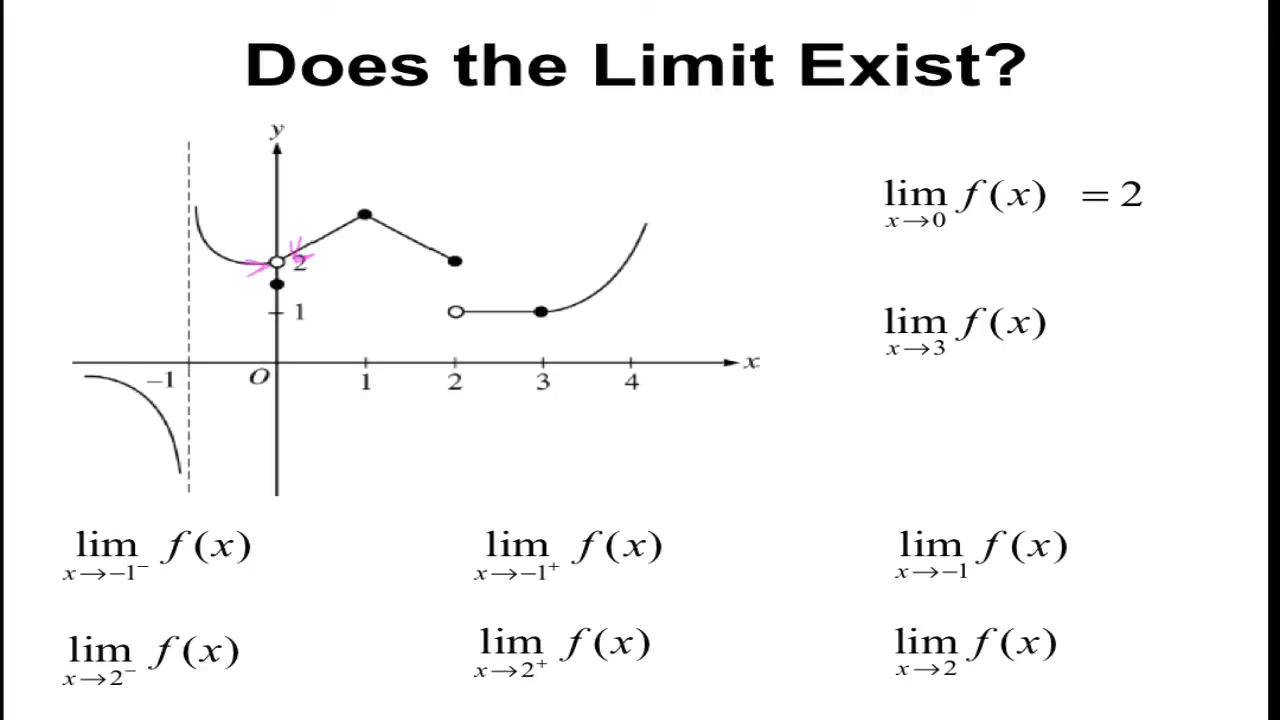 Does the Limit Exist?
y
lim f(x) = 2
x→0
2
1
lim f(x)
x→3
x
−1 O 1 2 3 4
lim f(x) lim f(x) lim f(x)
x→−1⁻ x→−1⁺ x→−1
lim f(x) lim f(x) lim f(x)
x→2⁻ x→2⁺ x→2